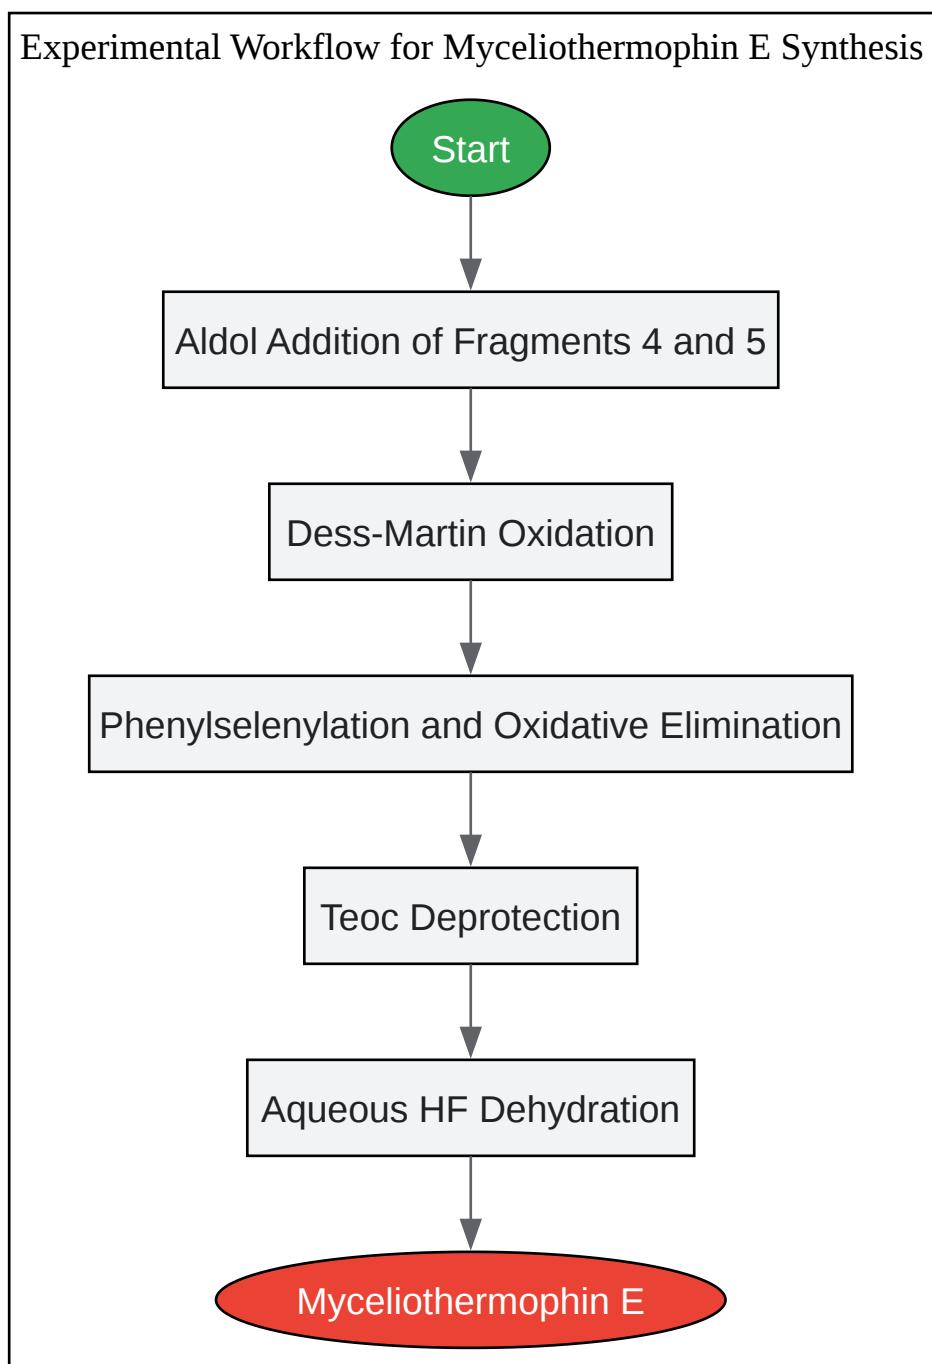 Experimental Workflow for Myceliothermophin E Synthesis
Start
Aldol Addition of Fragments 4 and 5
Dess-Martin Oxidation
Phenylselenylation and Oxidative Elimination
Teoc Deprotection
Aqueous HF Dehydration
Myceliothermophin E